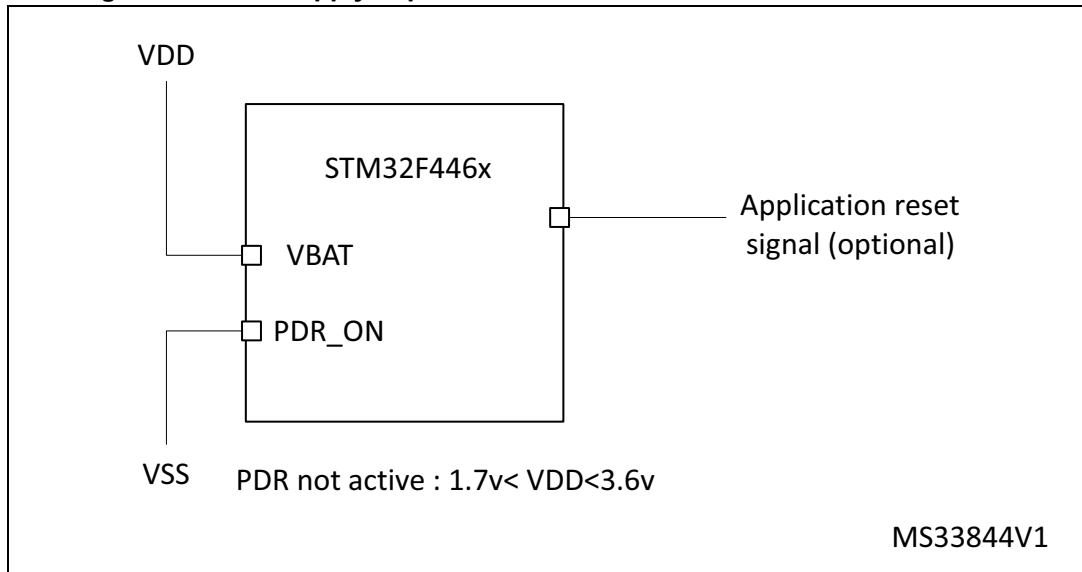 VDD
STM32F446x
Application reset
signal (optional)
VBAT
PDR_ON
VSS
PDR not active : 1.7v< VDD<3.6v
MS33844V1